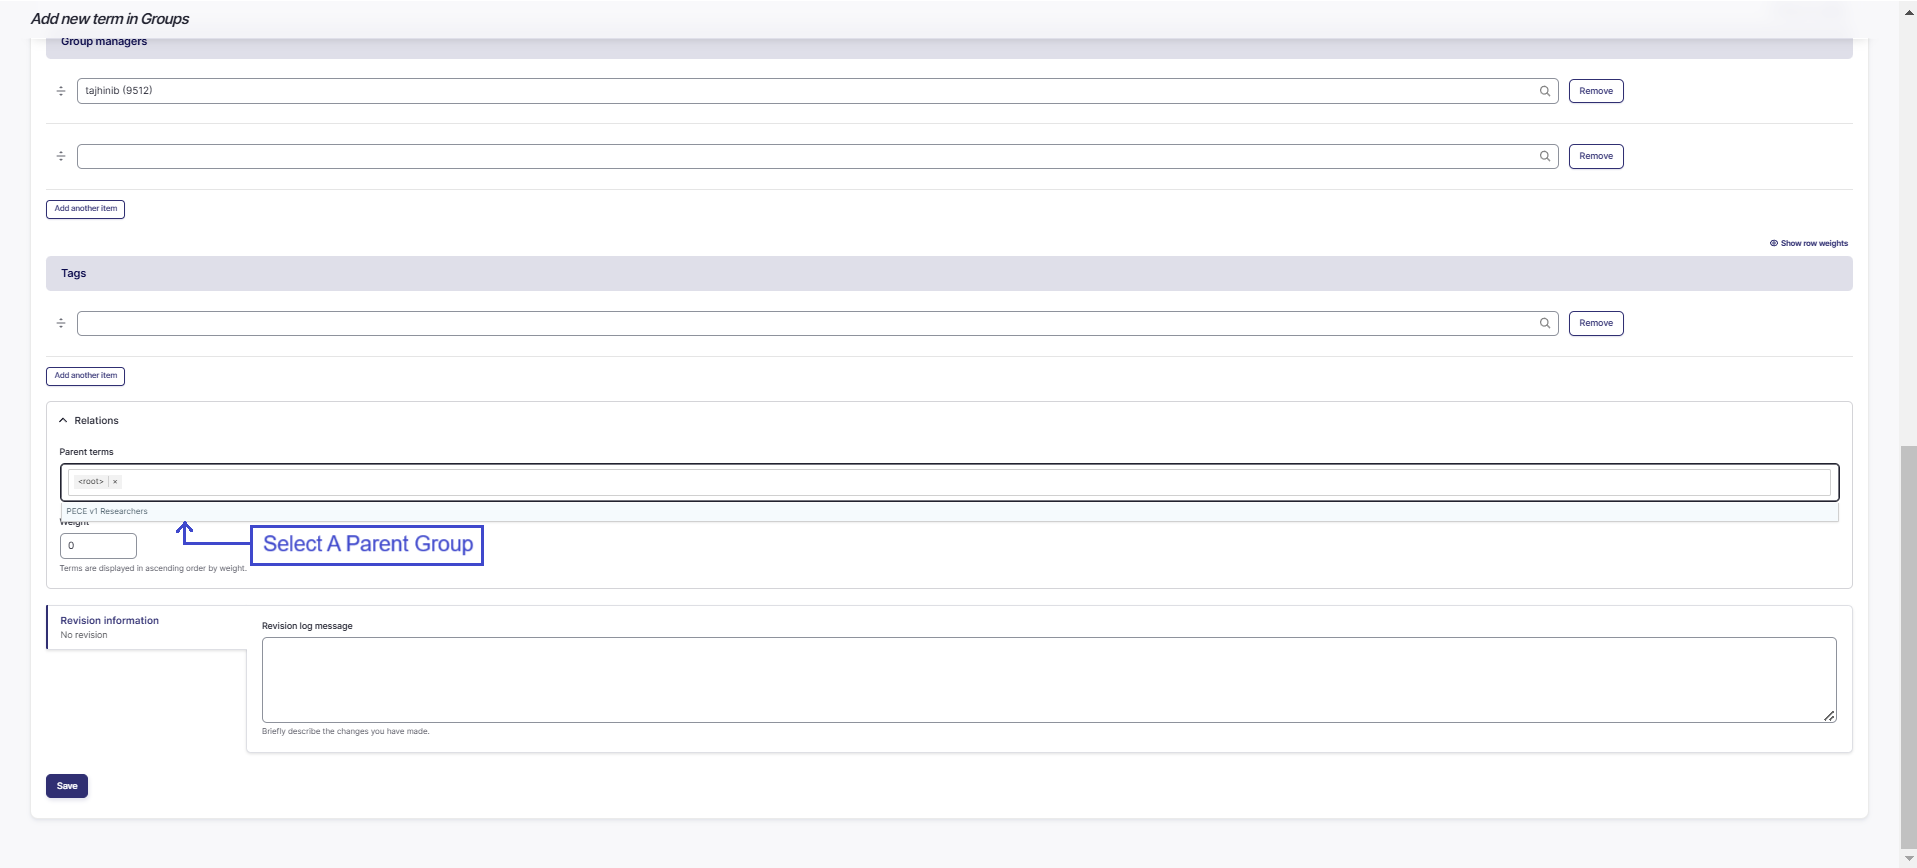 Add new term in Groups
Group managers
tajhinib (9512)
Remove
Remove
Add another item
Show row weights
Tags
Remove
Add another item
Relations
Parent terms
<root> ×
PECE v1 Researchers
Weight
0
Select A Parent Group
Terms are displayed in ascending order by weight.
Revision information
No revision
Revision log message
Briefly describe the changes you have made.
Save